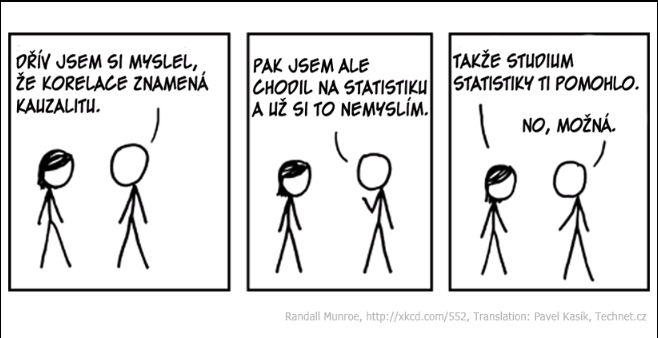 DŘÍV JSEM SI MYSLEL,
ŽE KORELACE ZNAMENÁ
KAUZALITU.
PAK JSEM ALE
CHODIL NA STATISTIKU
A UŽ SI TO NEMYSLÍM.
TAKŽE STUDIUM
STATISTIKY TI POMOHLO.
NO, MOŽNÁ.
Randall Munroe, http://xkcd.com/552, Translation: Pavel Kasík, Technet.cz